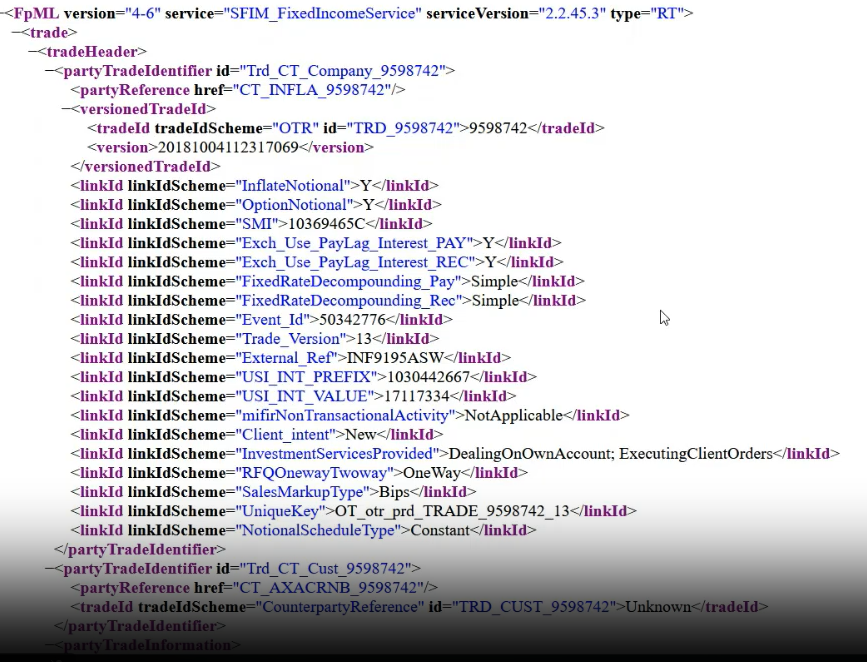 −<FpML version="4-6" service="SFIM_FixedIncomeService" serviceVersion="2.2.45.3" type="RT">
−<trade>
−<tradeHeader>
−<partyTradeIdentifier id="Trd_CT_Company_9598742">
<partyReference href="CT_INFLA_9598742"/>
−<versionedTradeId>
<tradeId tradeIdScheme="OTR" id="TRD_9598742">9598742</tradeId>
<version>20181004112317069</version>
</versionedTradeId>
<linkId linkIdScheme="InflateNotional">Y</linkId>
<linkId linkIdScheme="OptionNotional">Y</linkId>
<linkId linkIdScheme="SMI">10369465C</linkId>
<linkId linkIdScheme="Exch_Use_PayLag_Interest_PAY">Y</linkId>
<linkId linkIdScheme="Exch_Use_PayLag_Interest_REC">Y</linkId>
<linkId linkIdScheme="FixedRateDecompounding_Pay">Simple</linkId>
<linkId linkIdScheme="FixedRateDecompounding_Rec">Simple</linkId>
<linkId linkIdScheme="Event_Id">50342776</linkId>
<linkId linkIdScheme="Trade_Version">13</linkId>
<linkId linkIdScheme="External_Ref">INF9195ASW</linkId>
<linkId linkIdScheme="USI_INT_PREFIX">1030442667</linkId>
<linkId linkIdScheme="USI_INT_VALUE">17117334</linkId>
<linkId linkIdScheme="mifirNonTransactionalActivity">NotApplicable</linkId>
<linkId linkIdScheme="Client_intent">New</linkId>
<linkId linkIdScheme="InvestmentServicesProvided">DealingOnOwnAccount; ExecutingClientOrders</linkId>
<linkId linkIdScheme="RFQOnewayTwoway">OneWay</linkId>
<linkId linkIdScheme="SalesMarkupType">Bips</linkId>
<linkId linkIdScheme="UniqueKey">OT_otr_prd_TRADE_9598742_13</linkId>
<linkId linkIdScheme="NotionalScheduleType">Constant</linkId>
</partyTradeIdentifier>
−<partyTradeIdentifier id="Trd_CT_Cust_9598742">
<partyReference href="CT_AXACRNB_9598742"/>
<tradeId tradeIdScheme="CounterpartyReference" id="TRD_CUST_9598742">Unknown</tradeId>
</partyTradeIdentifier>
−<partyTradeInformation>